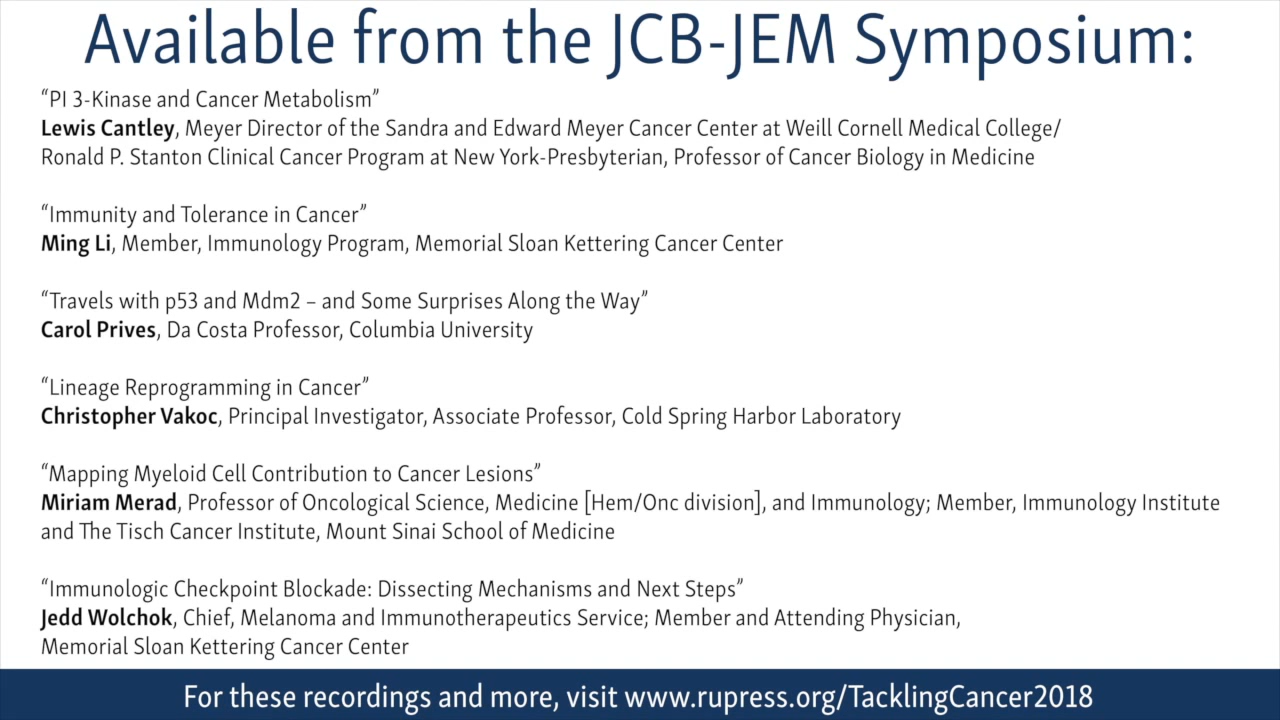 Available from the JCB-JEM Symposium:
“PI 3-Kinase and Cancer Metabolism”
Lewis Cantley, Meyer Director of the Sandra and Edward Meyer Cancer Center at Weill Cornell Medical College/
Ronald P. Stanton Clinical Cancer Program at New York-Presbyterian, Professor of Cancer Biology in Medicine
“Immunity and Tolerance in Cancer”
Ming Li, Member, Immunology Program, Memorial Sloan Kettering Cancer Center
“Travels with p53 and Mdm2 – and Some Surprises Along the Way”
Carol Prives, Da Costa Professor, Columbia University
“Lineage Reprogramming in Cancer”
Christopher Vakoc, Principal Investigator, Associate Professor, Cold Spring Harbor Laboratory
“Mapping Myeloid Cell Contribution to Cancer Lesions”
Miriam Merad, Professor of Oncological Science, Medicine [Hem/Onc division], and Immunology; Member, Immunology Institute
and The Tisch Cancer Institute, Mount Sinai School of Medicine
“Immunologic Checkpoint Blockade: Dissecting Mechanisms and Next Steps”
Jedd Wolchok, Chief, Melanoma and Immunotherapeutics Service; Member and Attending Physician,
Memorial Sloan Kettering Cancer Center
For these recordings and more, visit www.rupress.org/TacklingCancer2018